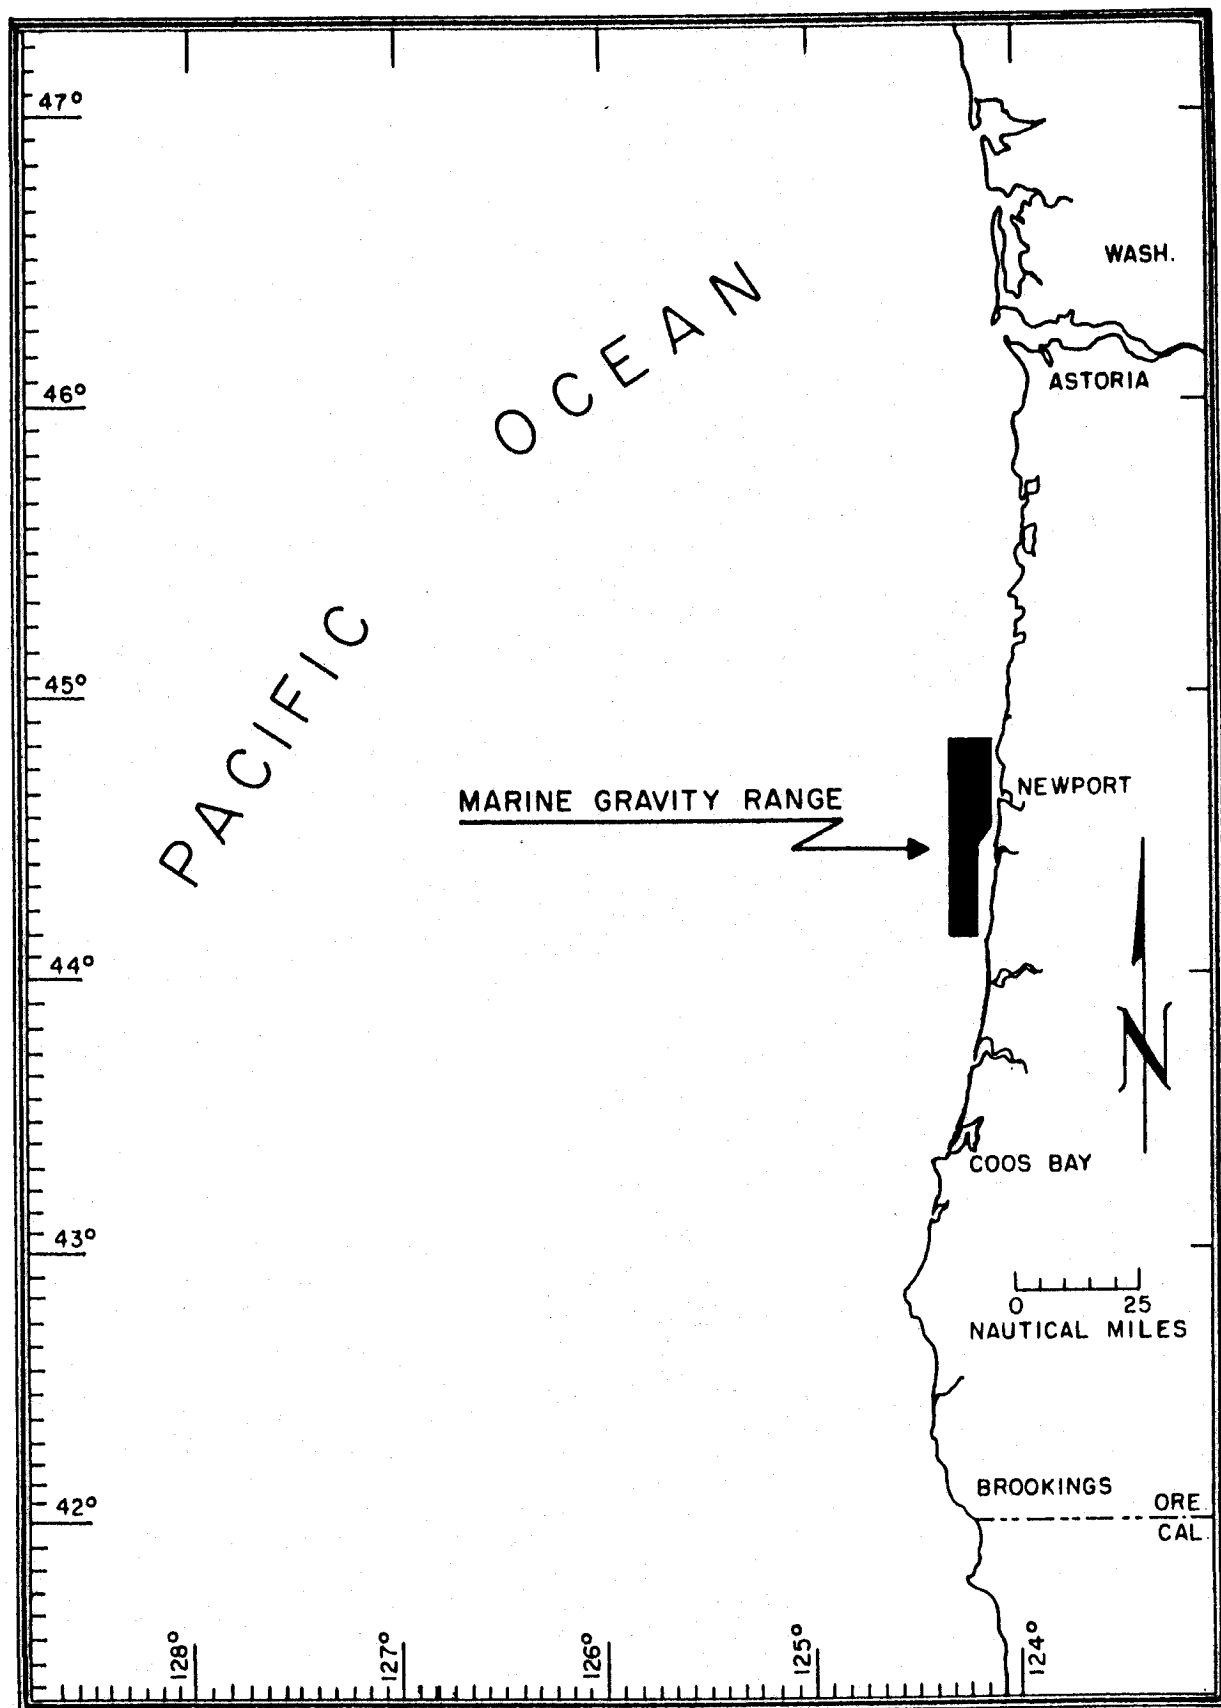 47°
WASH.
OCEAN
46°
ASTORIA
PACIFIC
45°
NEWPORT
MARINE GRAVITY RANGE
44°
N
COOS BAY
43°
0 25
NAUTICAL MILES
BROOKINGS
42°
ORE.
CAL.
128° 127° 126° 125° 124°